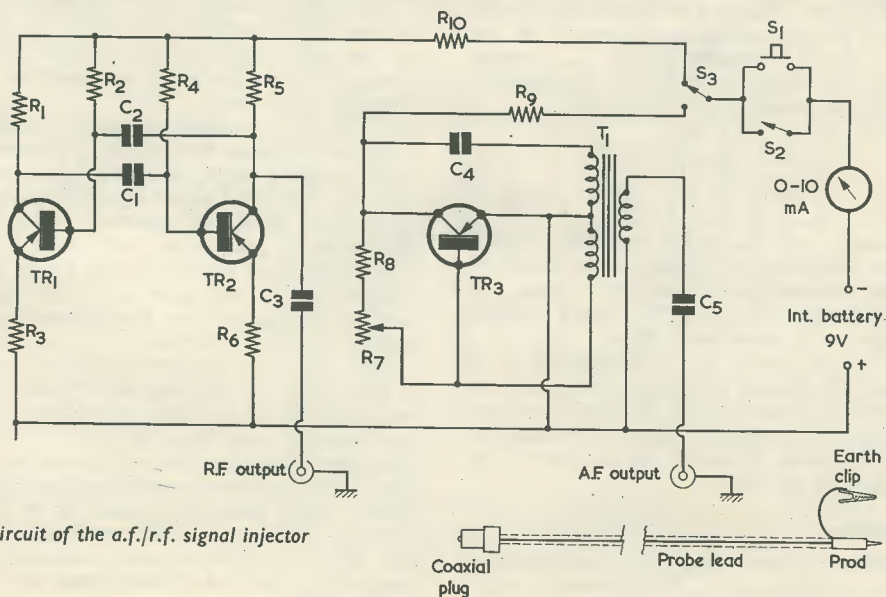 R10
S1
R2
R4
S3
R1
R5
R9
C2
T1
S2
C4
C1
0-10
mA
TR1
TR2
R8
TR3
C3
C5
-
Int. battery
9V
+
R3
R6
R7
R.F. output
A.F. output
Earth
clip
ircuit of the a.f./r.f. signal injector
Coaxial
plug
Probe lead
Prod